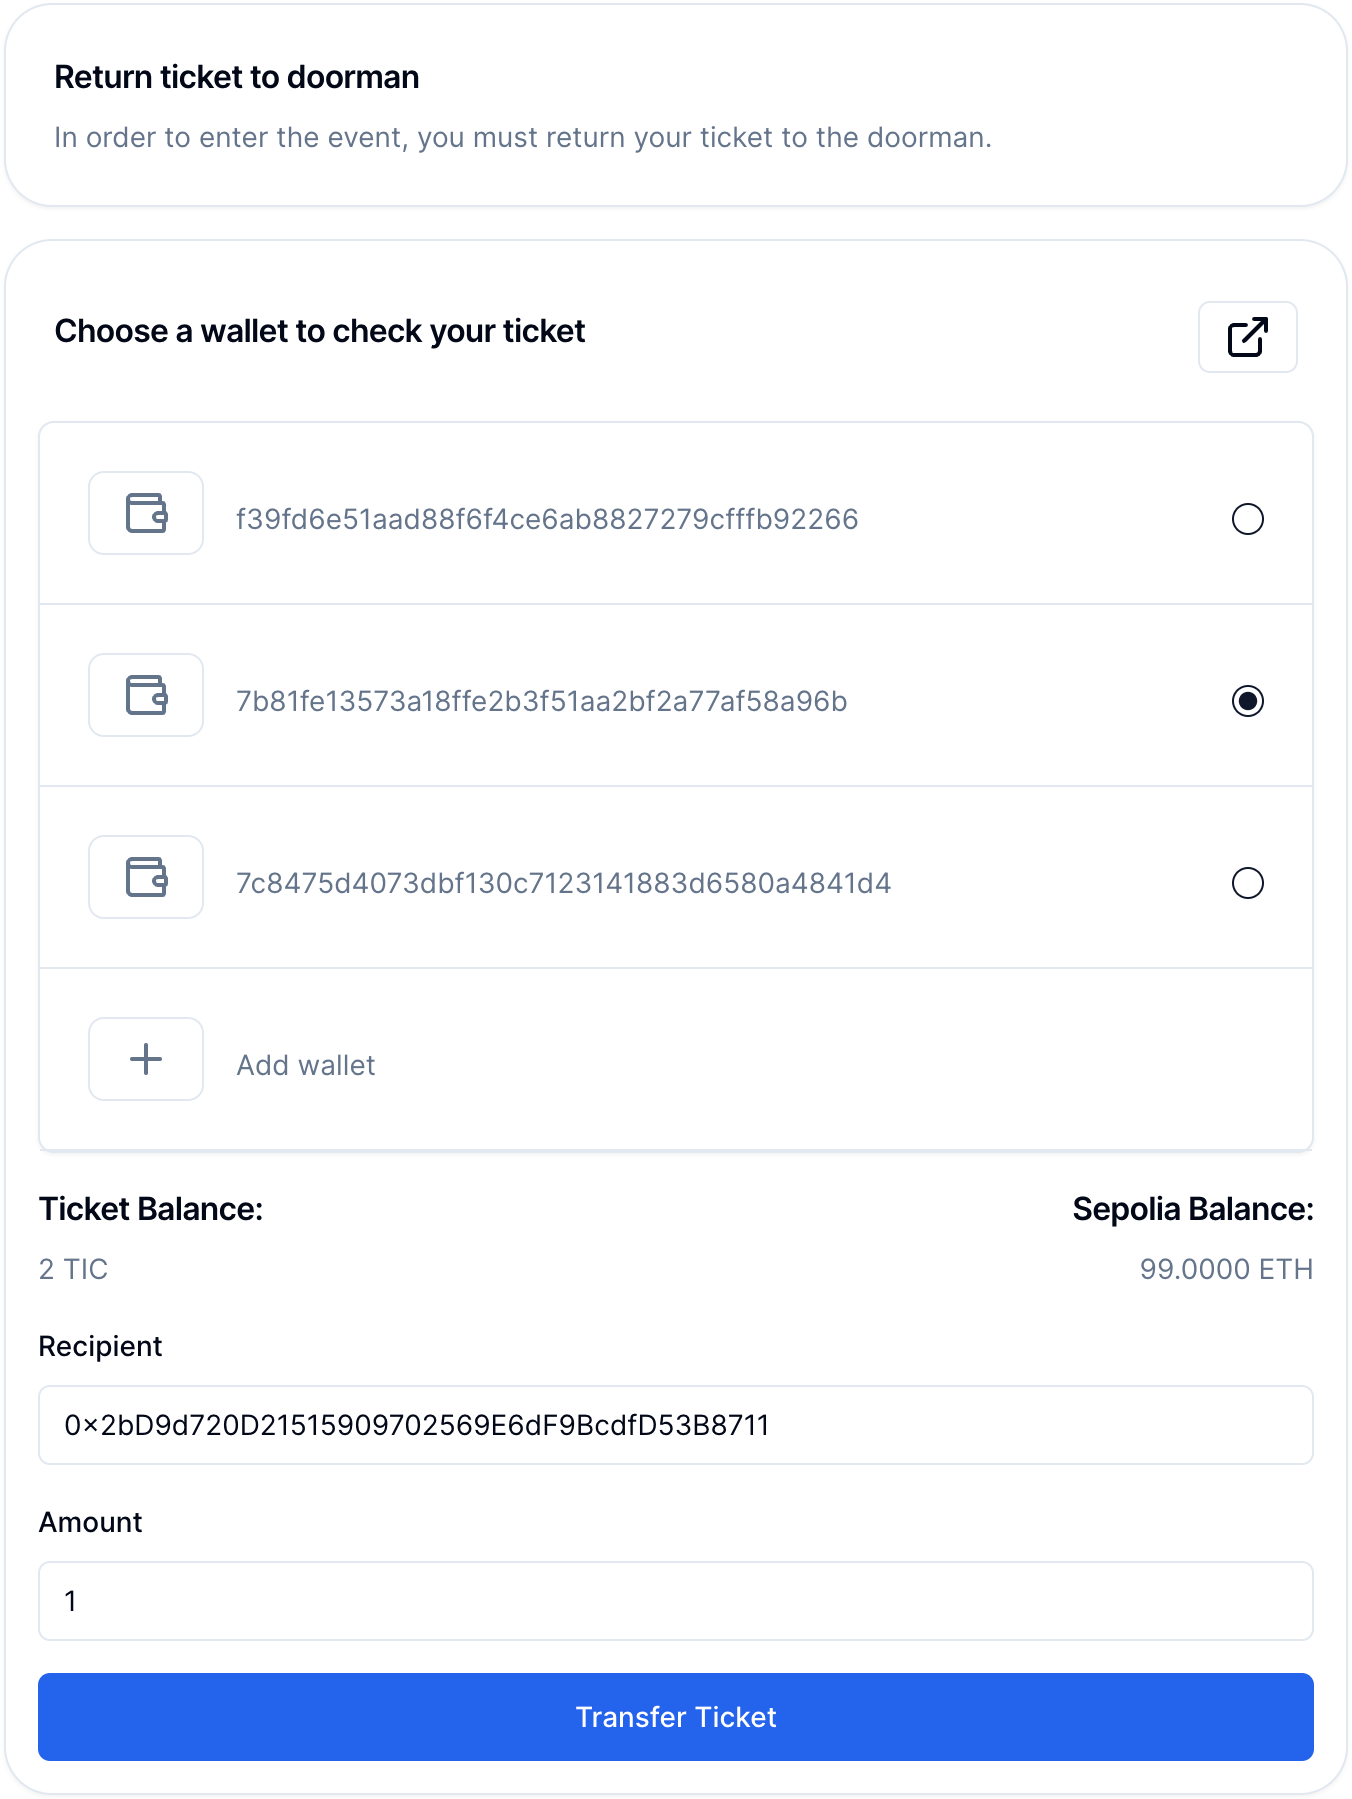 Return ticket to doorman
In order to enter the event, you must return your ticket to the doorman.
Choose a wallet to check your ticket
f39fd6e51aad88f6f4ce6ab8827279cfffb92266
7b81fe13573a18ffe2b3f51aa2bf2a77af58a96b
7c8475d4073dbf130c7123141883d6580a4841d4
Add wallet
Ticket Balance:
Sepolia Balance:
2 TIC
99.0000 ETH
Recipient
0×2bD9d720D21515909702569E6dF9BcdfD53B8711
Amount
1
Transfer Ticket